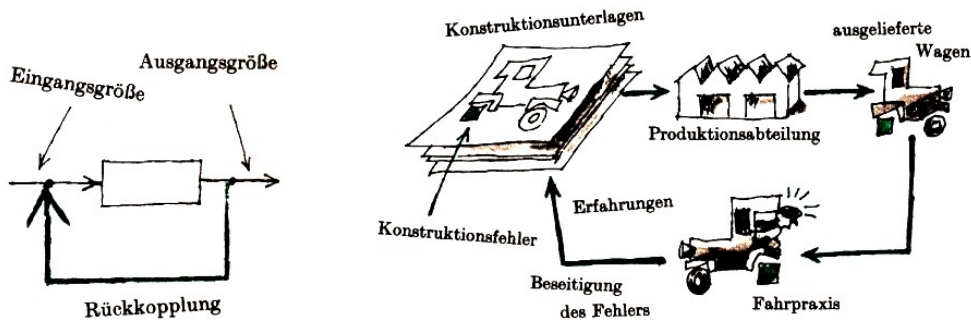 Eingangsgröße
Ausgangsgröße
Rückkopplung
Konstruktionsunterlagen
Produktionsabteilung
ausgelieferte
Wagen
Konstruktionsfehler
Erfahrungen
Beseitigung
des Fehlers
Fahrpraxis